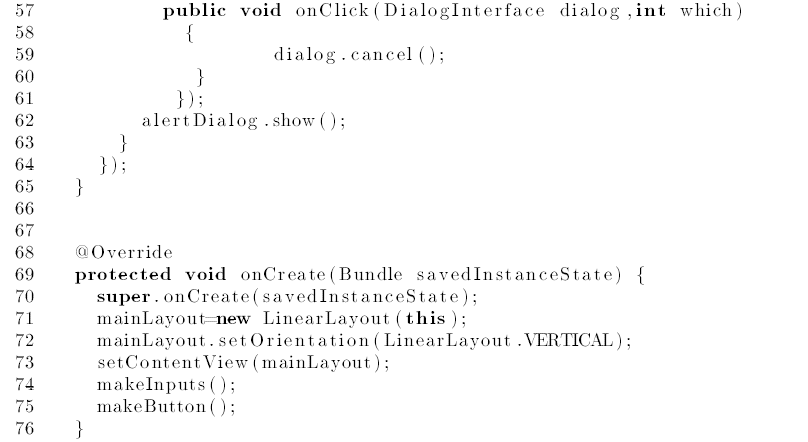 57 public void onClick(DialogInterface dialog,int which)
58 {
59 dialog.cancel();
60 }
61 });
62 alertDialog.show();
63 }
64 });
65 }
66
67
68 @Override
69 protected void onCreate(Bundle savedInstanceState) {
70 super.onCreate(savedInstanceState);
71 mainLayout=new LinearLayout(this);
72 mainLayout.setOrientation(LinearLayout.VERTICAL);
73 setContentView(mainLayout);
74 makeInputs();
75 makeButton();
76 }